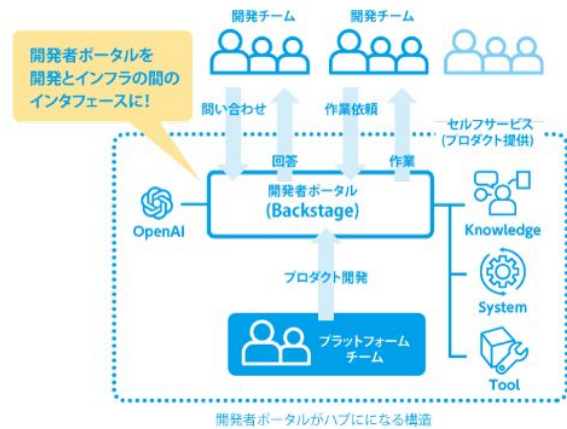 開発チーム
開発チーム
開発者ポータルを
開発とインフラの間の
インタフェースに!
問い合わせ
作業依頼
セルフサービス
(プロダクト提供)
回答
作業
開発者ポータル
(Backstage)
OpenAI
Knowledge
プロダクト開発
System
プラットフォーム
チーム
Tool
開発者ポータルがハブにになる構造